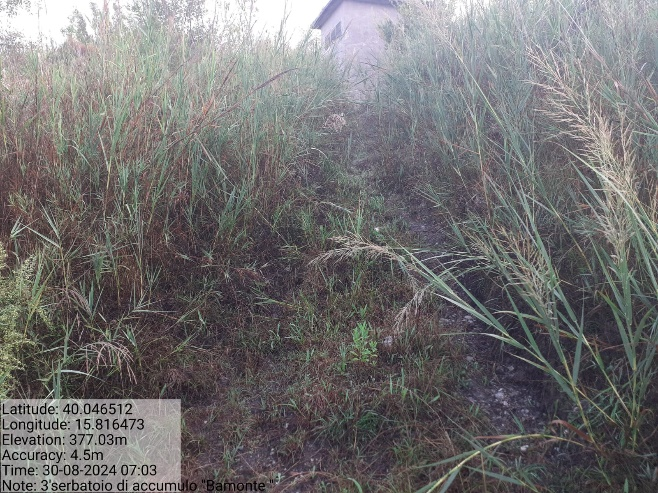 Latitude: 40.046512
Longitude: 15.816473
Elevation: 377.03m
Accuracy: 4.5m
Time: 30-08-2024 07:03
Note: 3'serbatoio di accumulo "Bamonte "